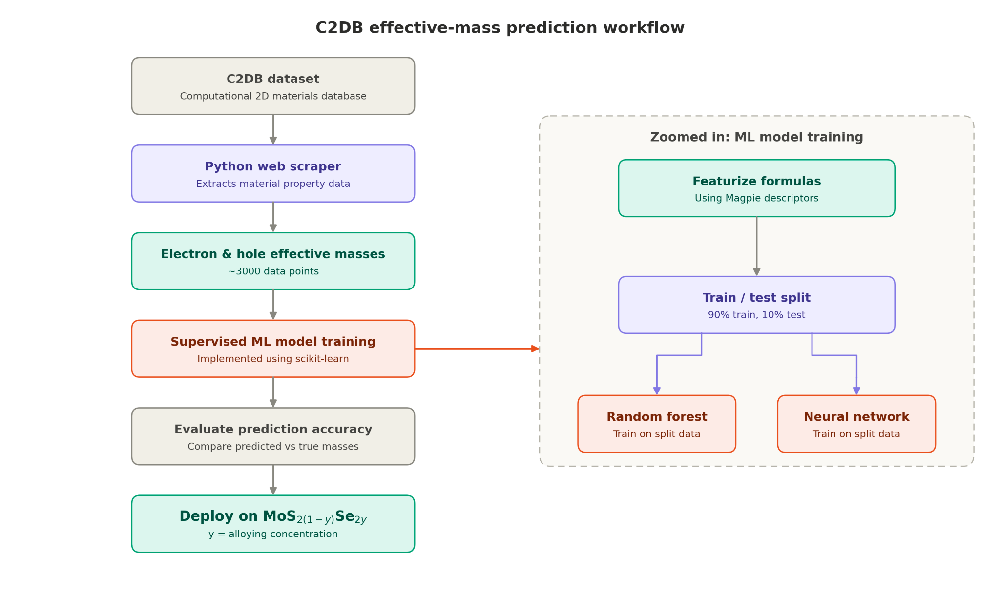 C2DB effective-mass prediction workflow
C2DB dataset
Computational 2D materials database
Python web scraper
Extracts material property data
Electron & hole effective masses
~3000 data points
Supervised ML model training
Implemented using scikit-learn
Evaluate prediction accuracy
Compare predicted vs true masses
Deploy on MoS₂₍₁₋y₎Se₂y
y = alloying concentration
Zoomed in: ML model training
Featurize formulas
Using Magpie descriptors
Train / test split
90% train, 10% test
Random forest
Train on split data
Neural network
Train on split data